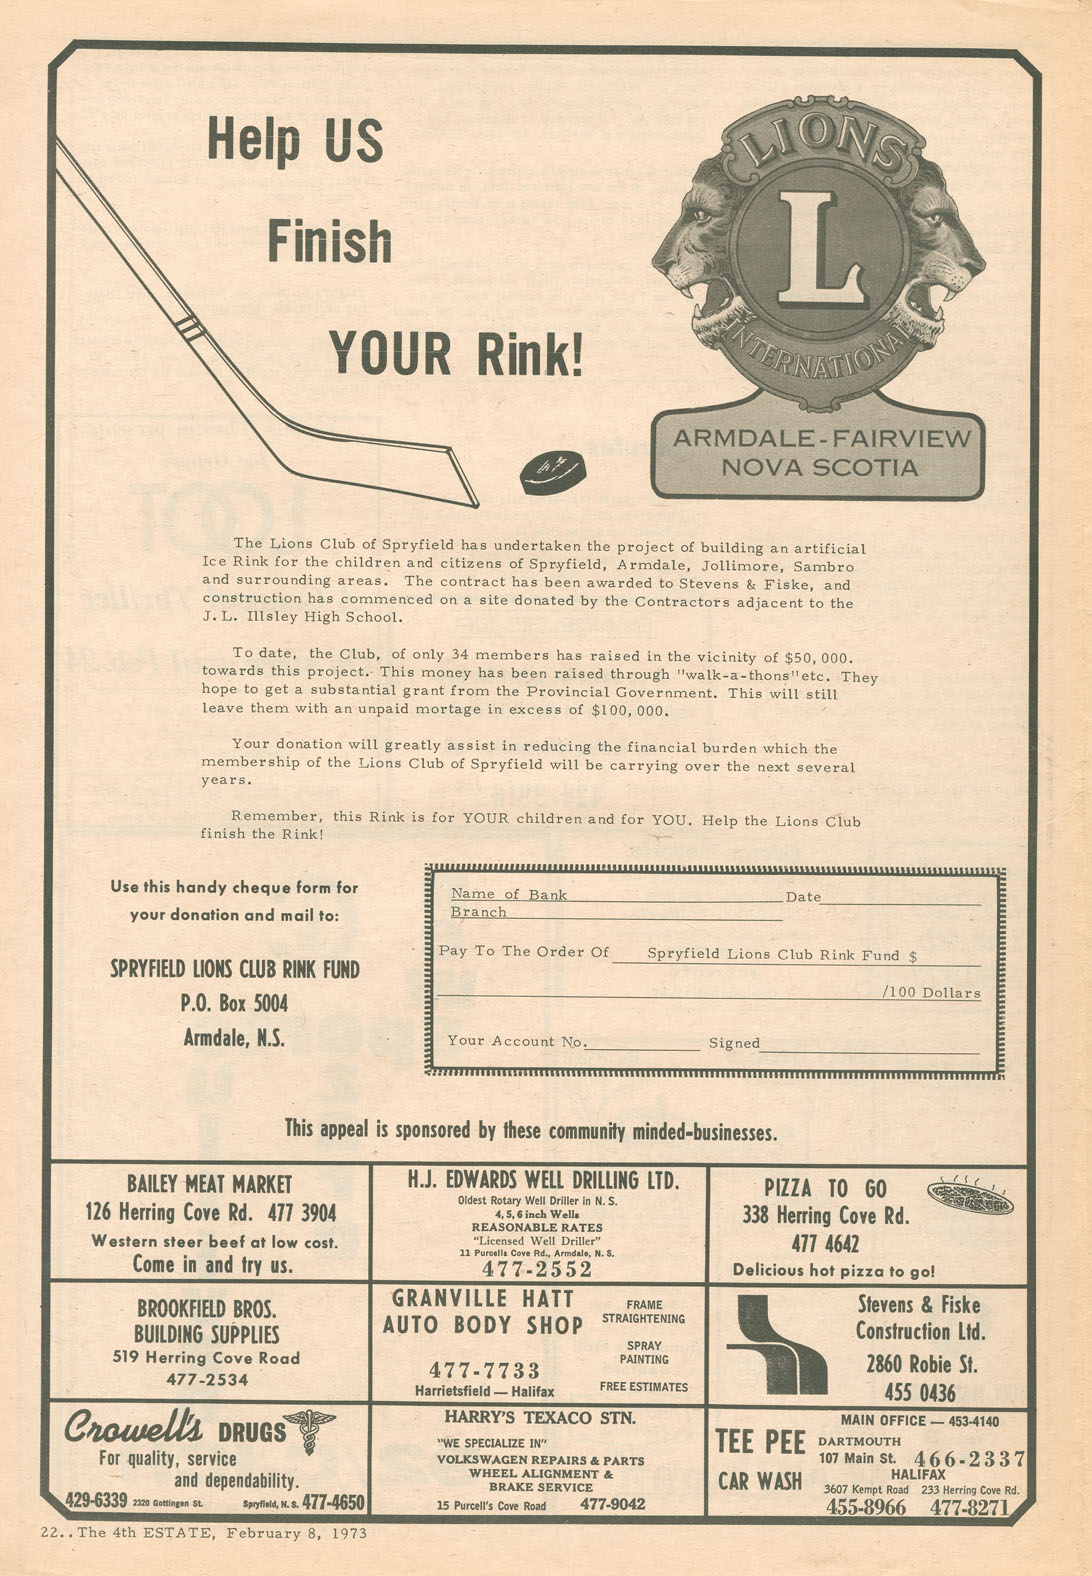 Help US
Finish
YOUR Rink!
LIONS
L
INTERNATIONAL
ARMDALE-FAIRVIEW
NOVA SCOTIA
The Lions Club of Spryfield has undertaken the project of building an artificial
Ice Rink for the children and citizens of Spryfield, Armdale, Jollimore, Sambro
and surrounding areas. The contract has been awarded to Stevens & Fiske, and
construction has commenced on a site donated by the Contractors adjacent to the
J. L. Illsley High School.
To date, the Club, of only 34 members has raised in the vicinity of $50,000.
towards this project. This money has been raised through "walk-a-thons"etc. They
hope to get a substantial grant from the Provincial Government. This will still
leave them with an unpaid mortage in excess of $100,000.
Your donation will greatly assist in reducing the financial burden which the
membership of the Lions Club of Spryfield will be carrying over the next several
years.
Remember, this Rink is for YOUR children and for YOU. Help the Lions Club
finish the Rink!
Use this handy cheque form for
your donation and mail to:
SPRYFIELD LIONS CLUB RINK FUND
P.O. Box 5004
Armdale, N.S.
Name of Bank Date
Branch
Pay To The Order Of Spryfield Lions Club Rink Fund $
/100 Dollars
Your Account No. Signed
This appeal is sponsored by these community minded-businesses.
BAILEY MEAT MARKET
126 Herring Cove Rd. 477 3904
Western steer beef at low cost.
Come in and try us.
H.J. EDWARDS WELL DRILLING LTD.
Oldest Rotary Well Driller in N. S.
4, 5, 6 inch Wells
REASONABLE RATES
"Licensed Well Driller"
11 Purcells Cove Rd., Armdale, N. S.
477-2552
PIZZA TO GO
338 Herring Cove Rd.
477 4642
Delicious hot pizza to go!
BROOKFIELD BROS.
BUILDING SUPPLIES
519 Herring Cove Road
477-2534
GRANVILLE HATT
AUTO BODY SHOP
477-7733
Harrietsfield — Halifax
FRAME
STRAIGHTENING
SPRAY
PAINTING
FREE ESTIMATES
Stevens & Fiske
Construction Ltd.
2860 Robie St.
455 0436
Crowell's DRUGS
For quality, service
and dependability.
429-6339 2320 Gottingen St. Spryfield, N. S. 477-4650
HARRY'S TEXACO STN.
"WE SPECIALIZE IN"
VOLKSWAGEN REPAIRS & PARTS
WHEEL ALIGNMENT &
BRAKE SERVICE
15 Purcell's Cove Road 477-9042
TEE PEE
CAR WASH
MAIN OFFICE — 453-4140
DARTMOUTH
107 Main St. 466-2337
HALIFAX
3607 Kempt Road 233 Herring Cove Rd.
455-8966 477-8271
22..The 4th ESTATE, February 8, 1973